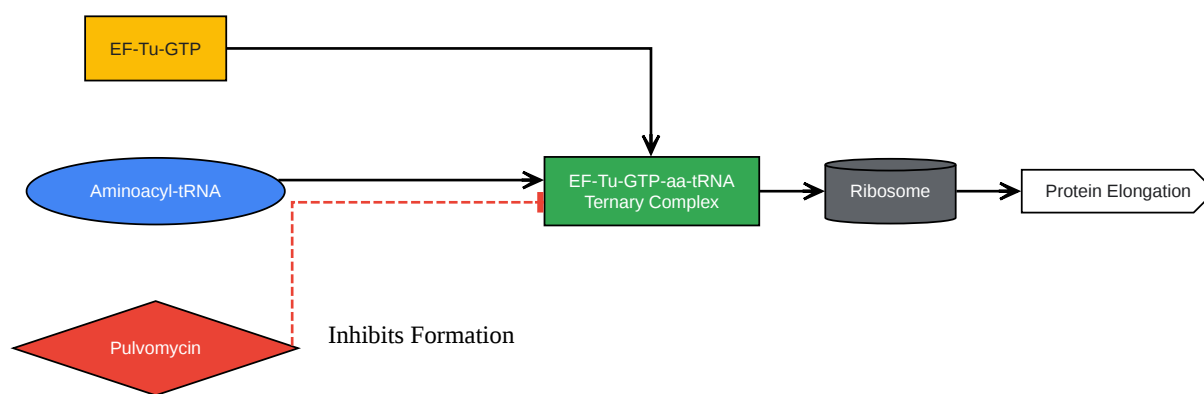 EF-Tu-GTP
Aminoacyl-tRNA
EF-Tu-GTP-aa-tRNA
Ternary Complex
Ribosome
Protein Elongation
Pulvomycin
Inhibits Formation